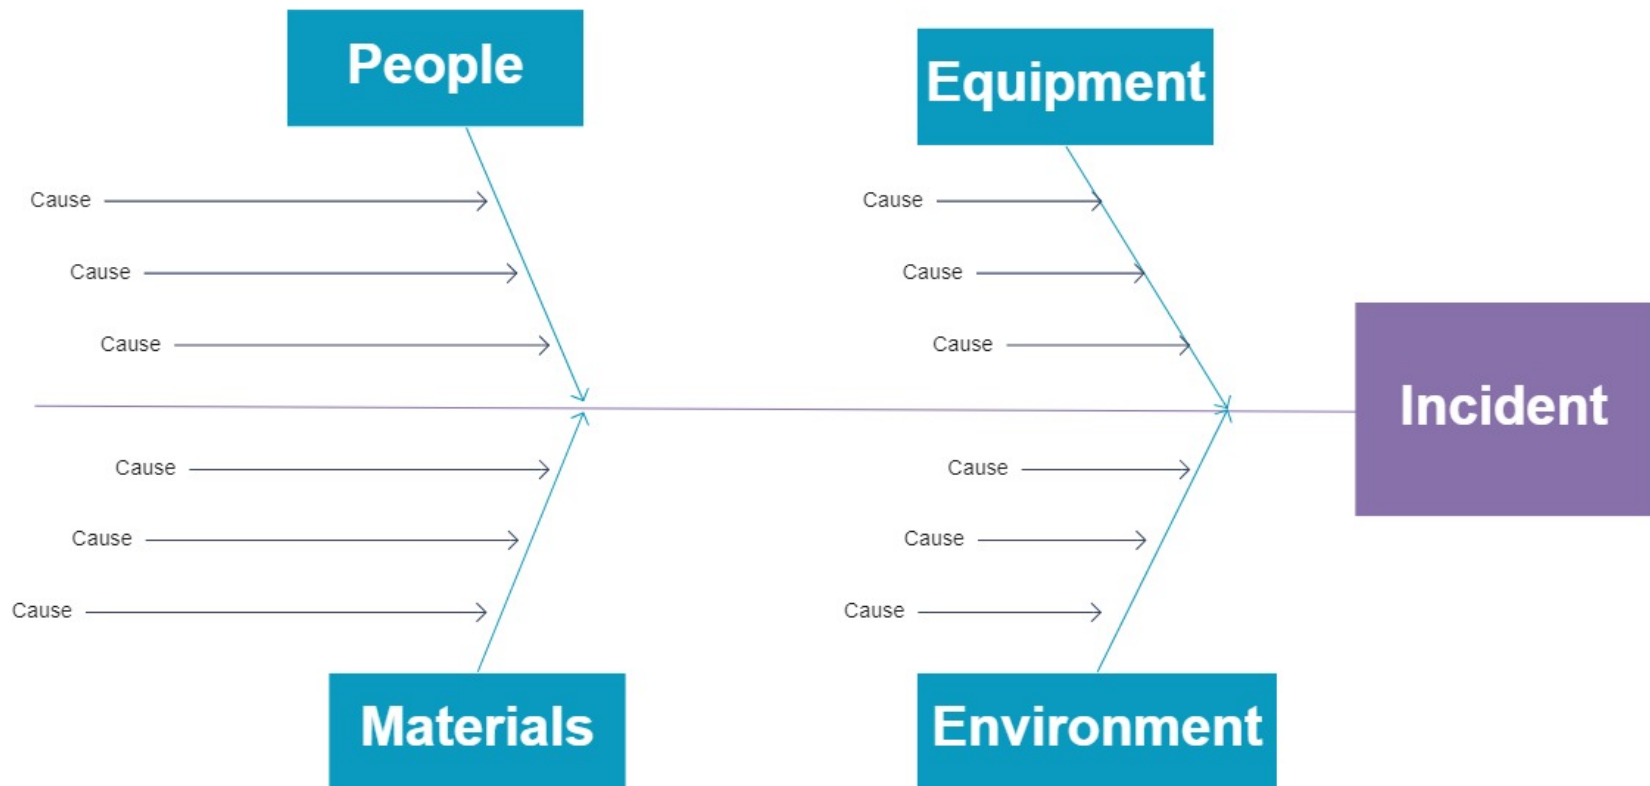 People
Equipment
Cause
Cause
Cause
Cause
Cause
Cause
Incident
Cause
Cause
Cause
Cause
Cause
Cause
Materials
Environment